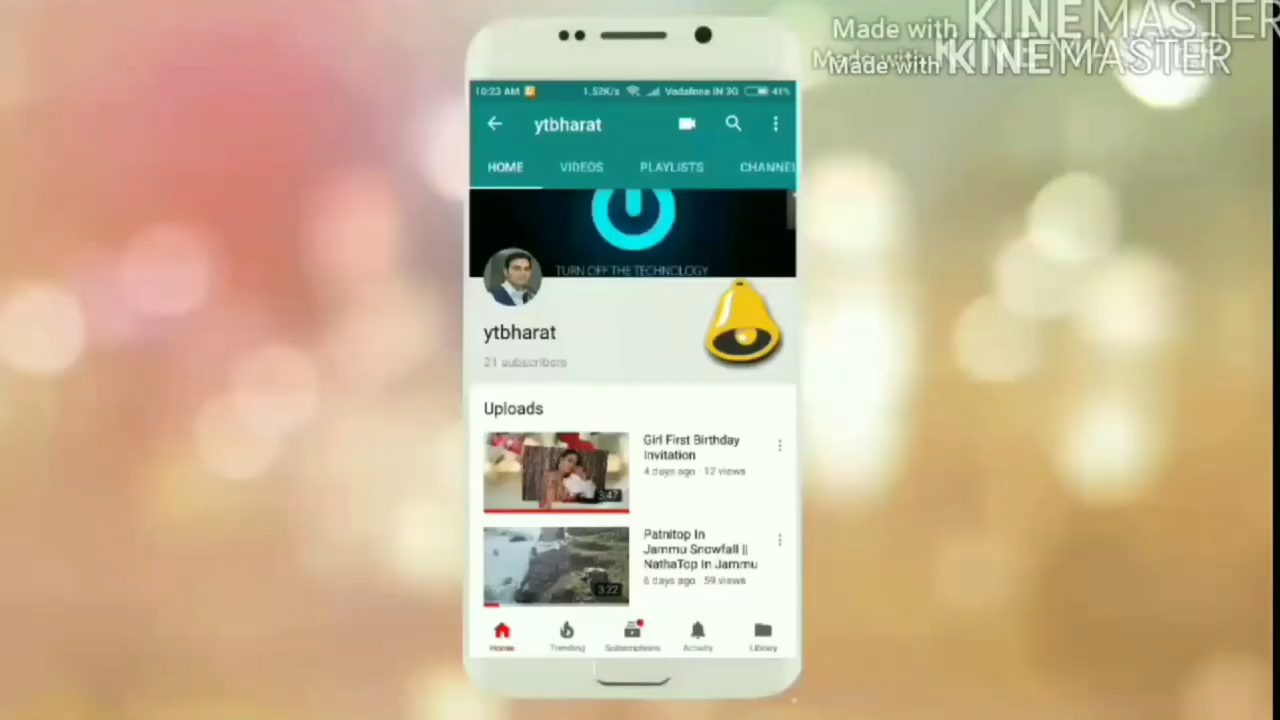 Made with KINEMASTER
Made with KINEMASTER
10:23 AM 1.52K/s Vodafone IN 3G 41%
ytbharat
HOME VIDEOS PLAYLISTS CHANNEL
TURN OFF THE TECHNOLOGY
ytbharat
21 subscribers
Uploads
Girl First Birthday
Invitation
4 days ago · 12 views
3:47
Patnitop In
Jammu Snowfall ||
NathaTop In Jammu
6 days ago · 59 views
3:22
Home Trending Subscriptions Activity Library